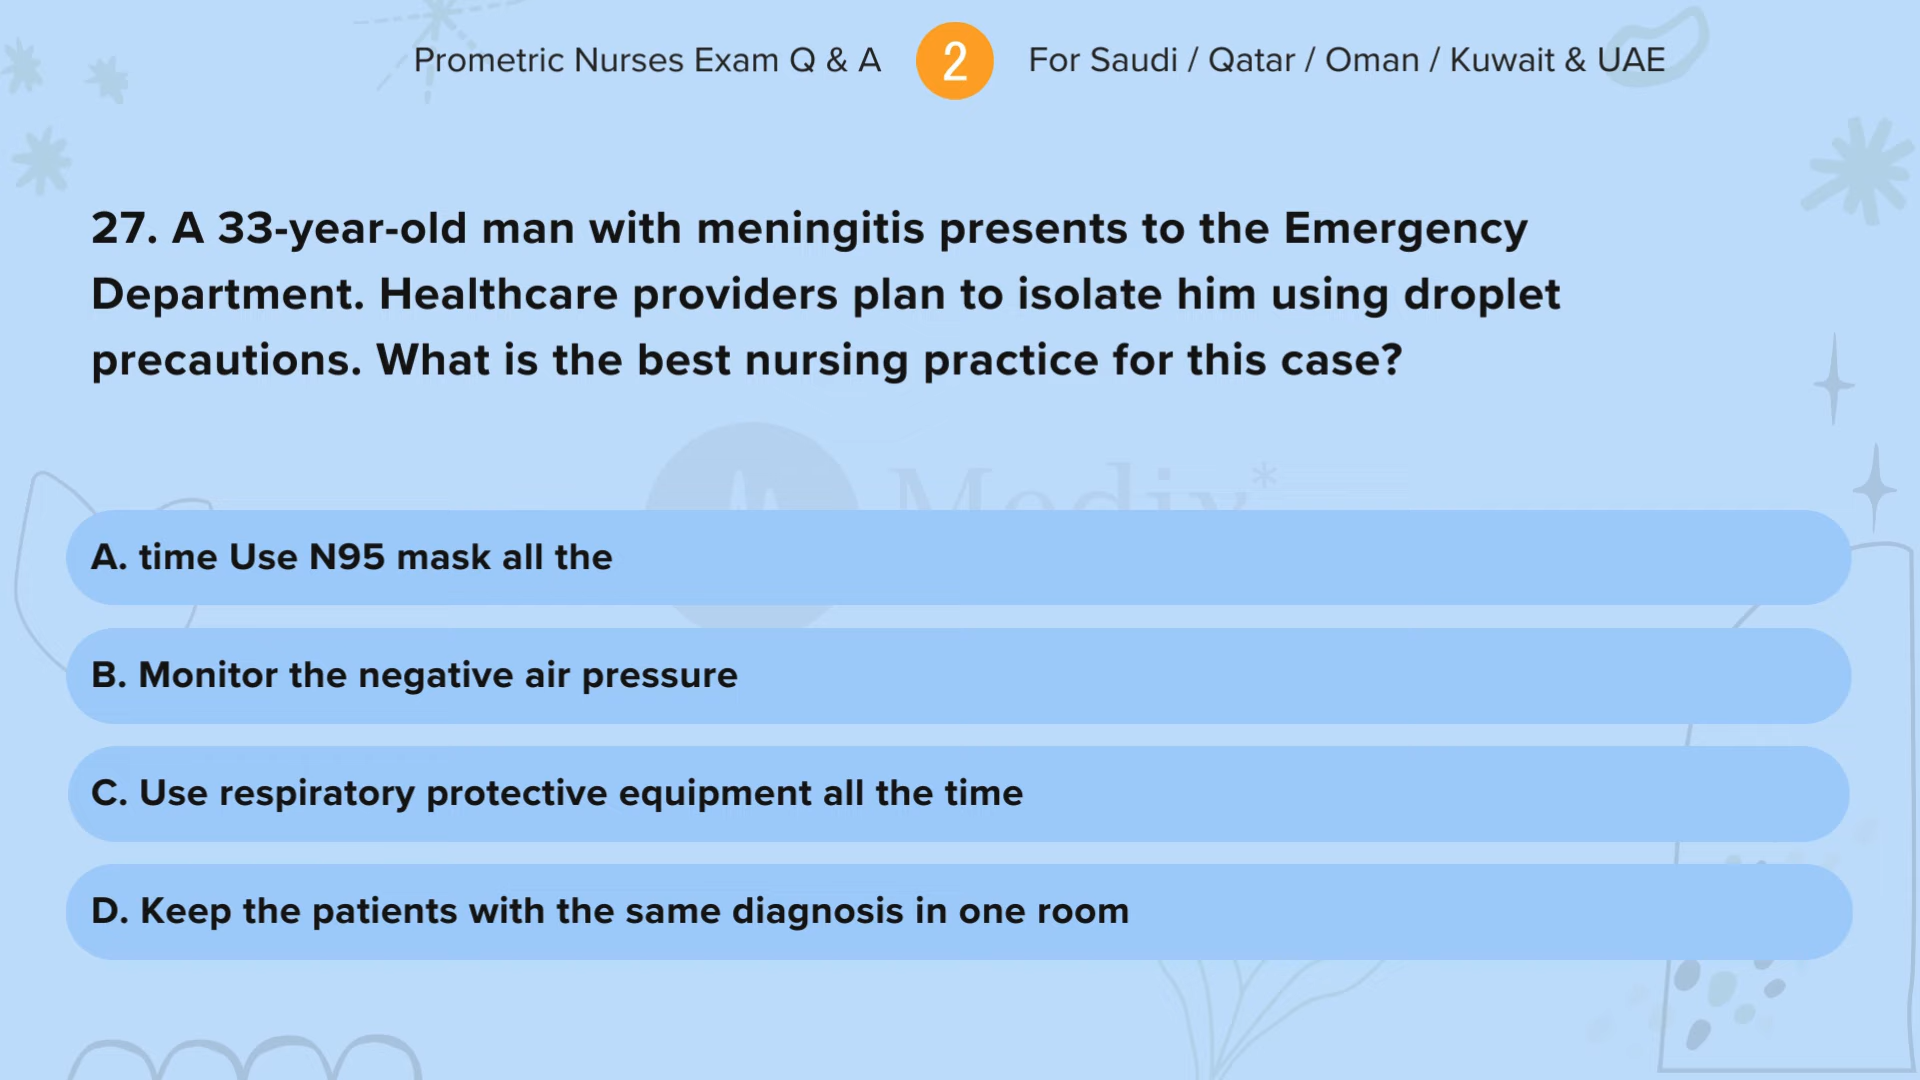 Prometric Nurses Exam Q & A 2 For Saudi / Qatar / Oman / Kuwait & UAE
27. A 33-year-old man with meningitis presents to the Emergency
Department. Healthcare providers plan to isolate him using droplet
precautions. What is the best nursing practice for this case?
Medix*
A. time Use N95 mask all the
B. Monitor the negative air pressure
C. Use respiratory protective equipment all the time
D. Keep the patients with the same diagnosis in one room